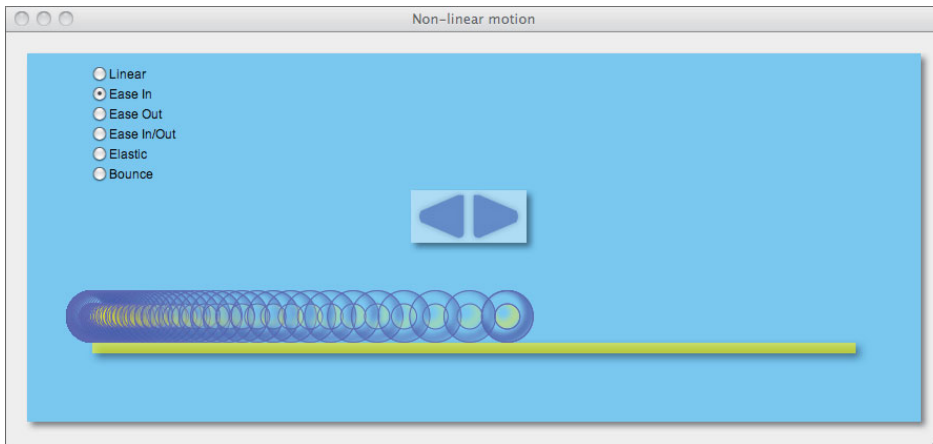 Non-linear motion
Linear
Ease In
Ease Out
Ease In/Out
Elastic
Bounce